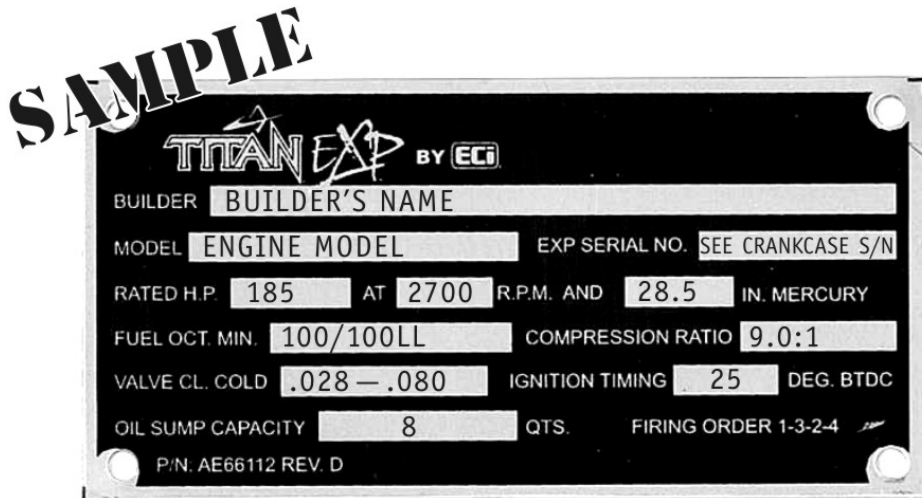 SAMPLE
TITAN EXP BY ECi
BUILDER BUILDER'S NAME
MODEL ENGINE MODEL EXP SERIAL NO. SEE CRANKCASE S/N
RATED H.P. 185 AT 2700 R.P.M. AND 28.5 IN. MERCURY
FUEL OCT. MIN. 100/100LL COMPRESSION RATIO 9.0:1
VALVE CL. COLD .028 — .080 IGNITION TIMING 25 DEG. BTDC
OIL SUMP CAPACITY 8 QTS. FIRING ORDER 1-3-2-4
P/N: AE66112 REV. D